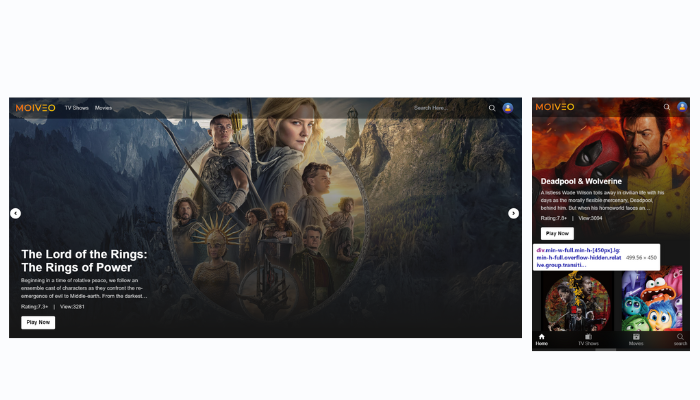 MOIVEO
TV Shows
Movies
Search Here...
The Lord of the Rings:
The Rings of Power
Beginning in a time of relative peace, we follow an
ensemble cast of characters as they confront the re-
emergence of evil to Middle-earth. From the darkest...
Rating:7.3+ | View:3281
Play Now
MOIVEO
Deadpool & Wolverine
A listless Wade Wilson toils away in civilian life with his
days as the morally flexible mercenary, Deadpool,
behind him. But when his homeworld faces an...
Rating:7.8+ | View:3094
Play Now
div.min-w-full.min-h-[450px].lg:
min-h-full.overflow-hidden.relat
ive.group.transiti... 499.56 × 450
Home
TV Shows
Movies
search